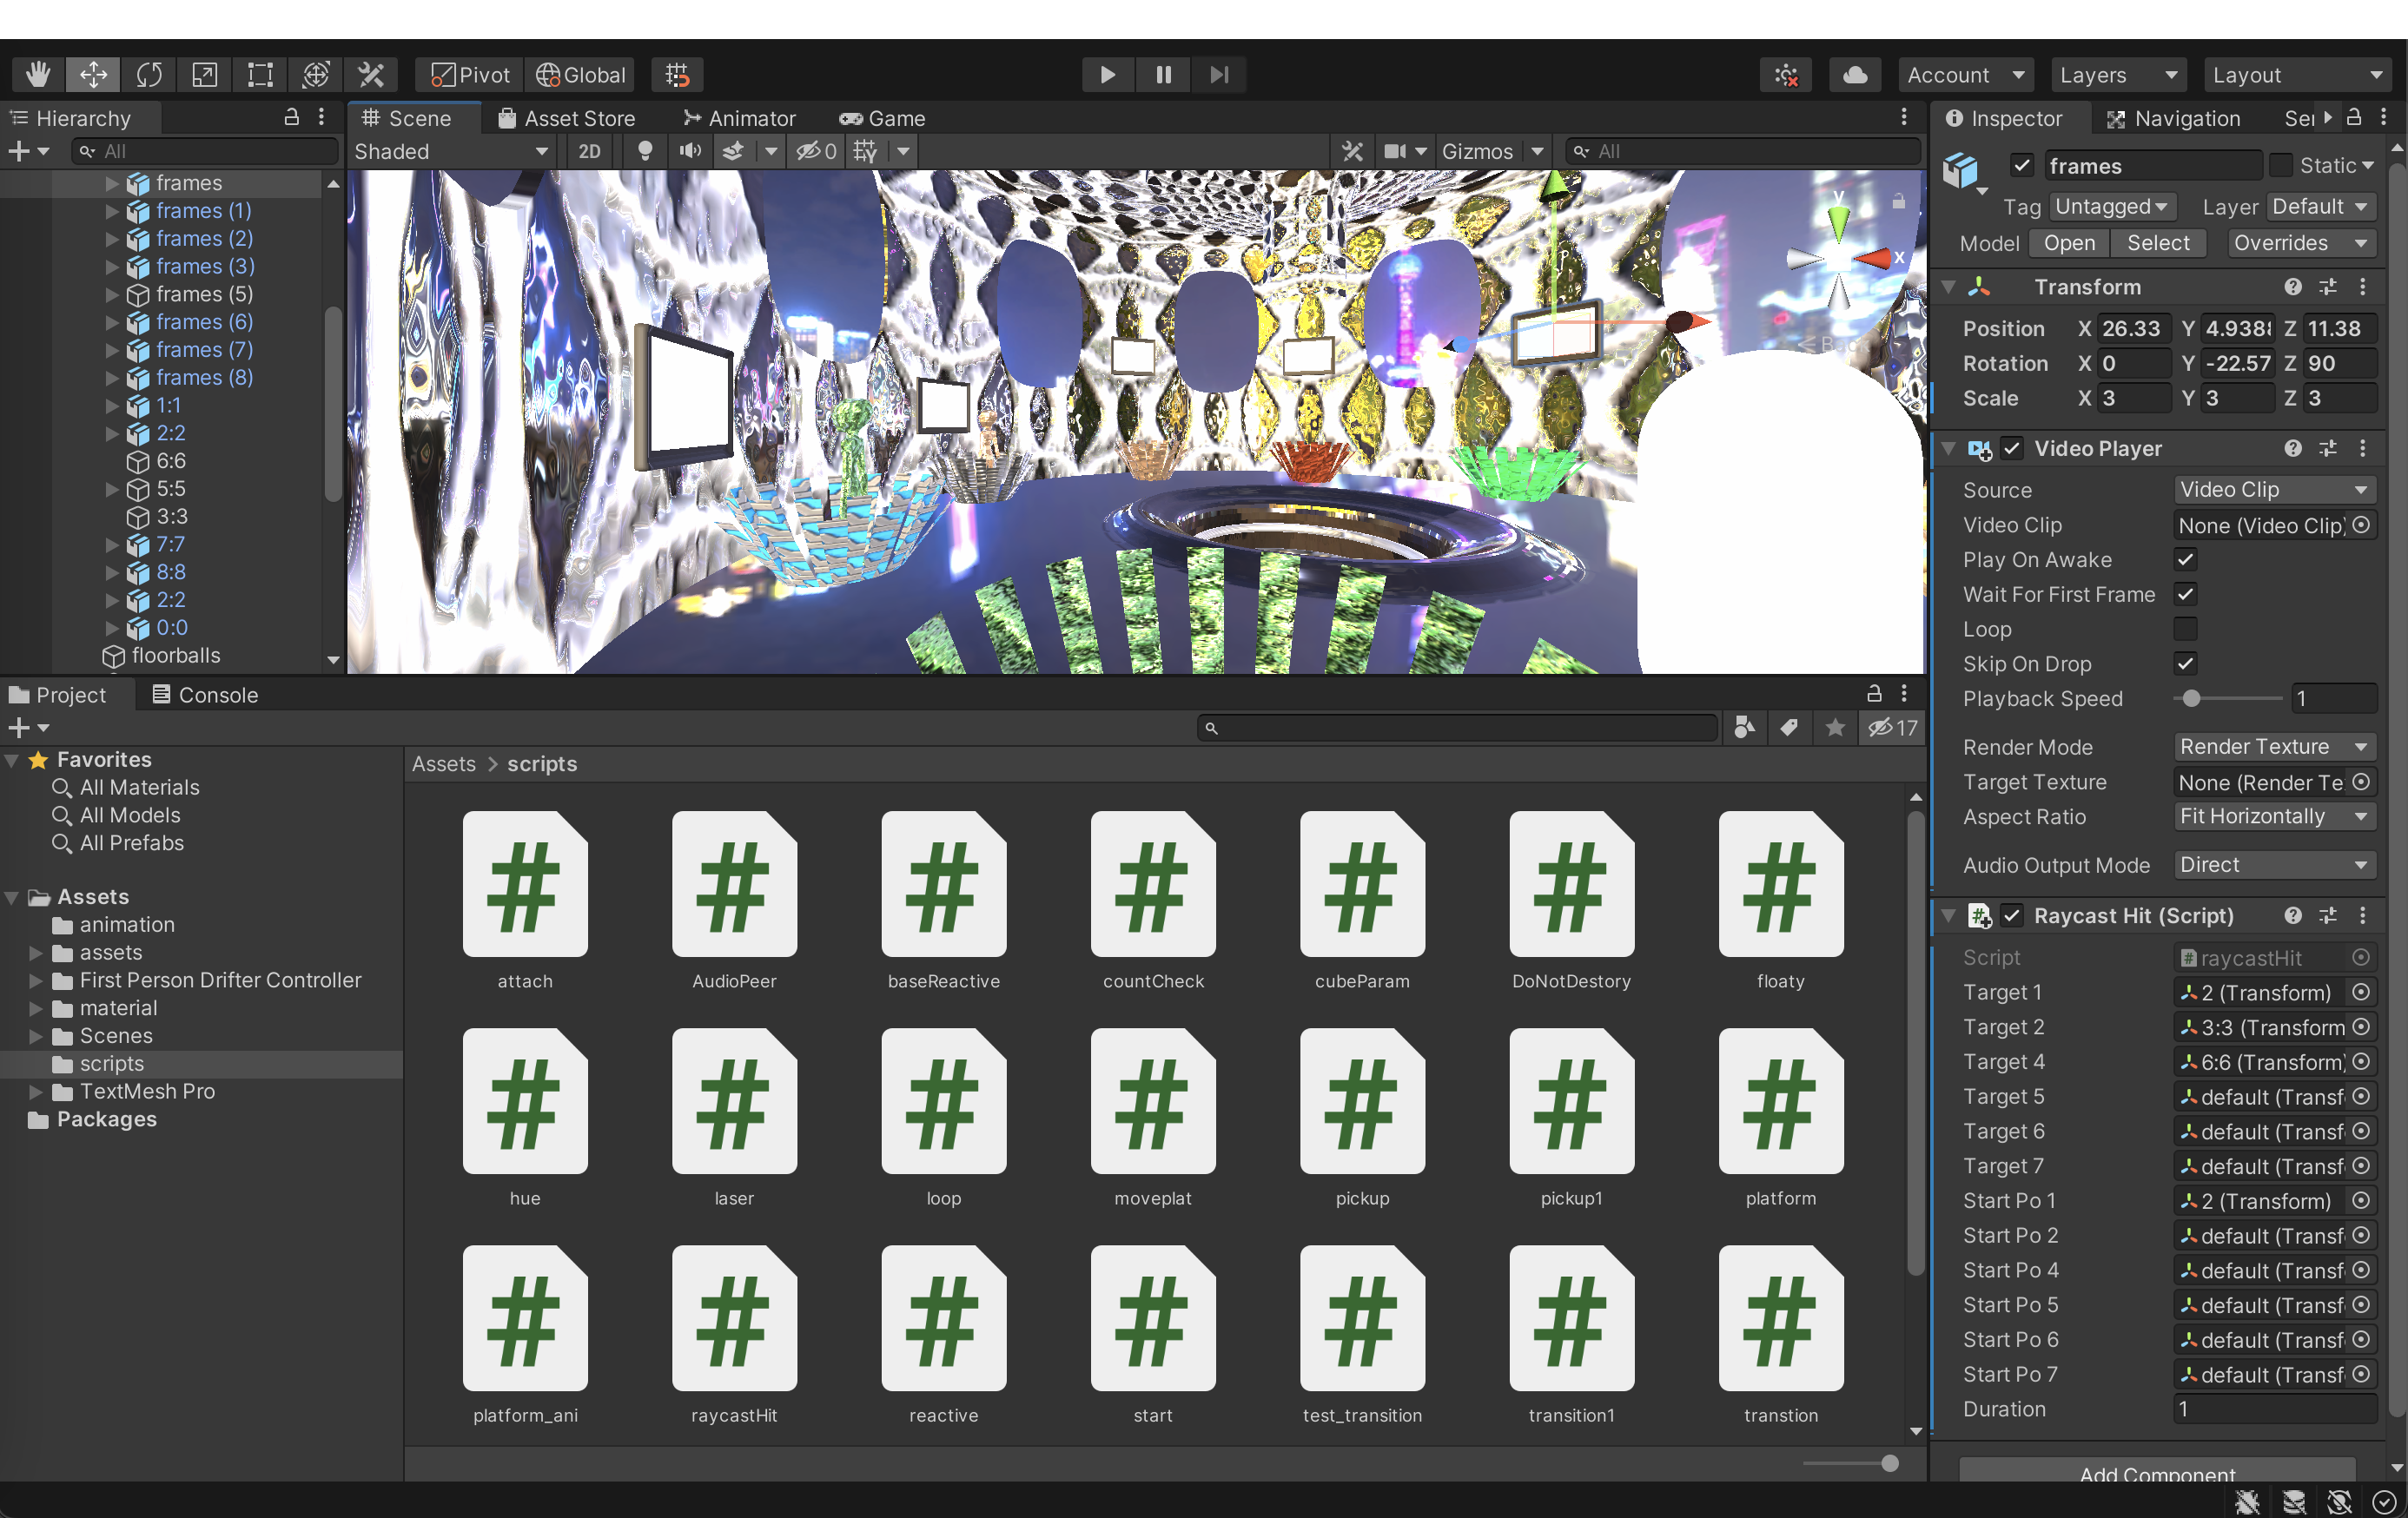 Pivot Global Account Layers Layout
Hierarchy
All
frames
frames (1)
frames (2)
frames (3)
frames (5)
frames (6)
frames (7)
frames (8)
1:1
2:2
6:6
5:5
3:3
7:7
8:8
2:2
0:0
floorballs
Scene Asset Store Animator Game
Shaded 2D 0 Gizmos All
y
x
< Back
Project Console
17
Favorites
All Materials
All Models
All Prefabs
Assets
animation
assets
First Person Drifter Controller
material
Scenes
scripts
TextMesh Pro
Packages
Assets > scripts
attach AudioPeer baseReactive countCheck cubeParam DoNotDestory floaty
hue laser loop moveplat pickup pickup1 platform
platform_ani raycastHit reactive start test_transition transition1 transtion
Inspector Navigation Ser
frames Static
Tag Untagged Layer Default
Model Open Select Overrides
Transform
Position X 26.33 Y 4.938 Z 11.38
Rotation X 0 Y -22.57 Z 90
Scale X 3 Y 3 Z 3
Video Player
Source Video Clip
Video Clip None (Video Clip)
Play On Awake
Wait For First Frame
Loop
Skip On Drop
Playback Speed 1
Render Mode Render Texture
Target Texture None (Render Te
Aspect Ratio Fit Horizontally
Audio Output Mode Direct
Raycast Hit (Script)
Script raycastHit
Target 1 2 (Transform)
Target 2 3:3 (Transform
Target 4 6:6 (Transform)
Target 5 default (Transf
Target 6 default (Transf
Target 7 default (Transf
Start Po 1 2 (Transform)
Start Po 2 default (Transf
Start Po 4 default (Transf
Start Po 5 default (Transf
Start Po 6 default (Transf
Start Po 7 default (Transf
Duration 1
Add Component